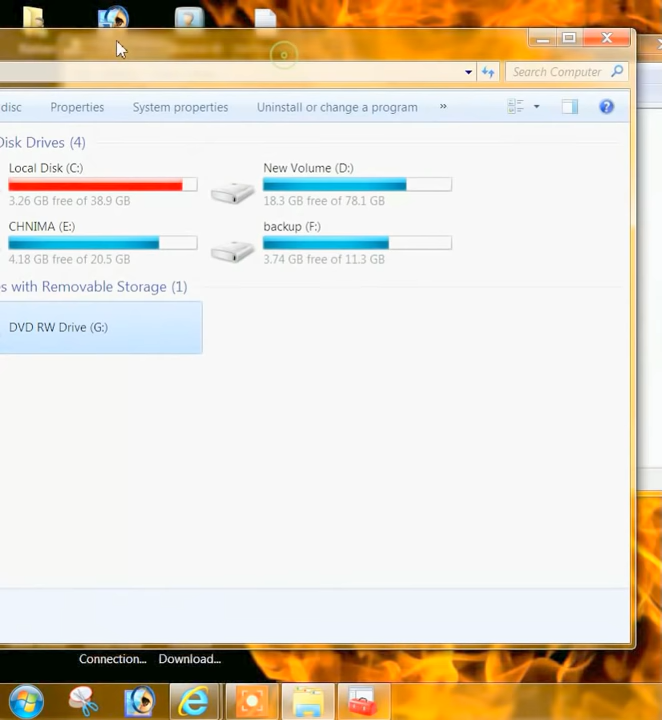 Search Computer
disc Properties System properties Uninstall or change a program »
Disk Drives (4)
Local Disk (C:)
3.26 GB free of 38.9 GB
New Volume (D:)
18.3 GB free of 78.1 GB
CHNIMA (E:)
4.18 GB free of 20.5 GB
backup (F:)
3.74 GB free of 11.3 GB
es with Removable Storage (1)
DVD RW Drive (G:)
Connection... Download...